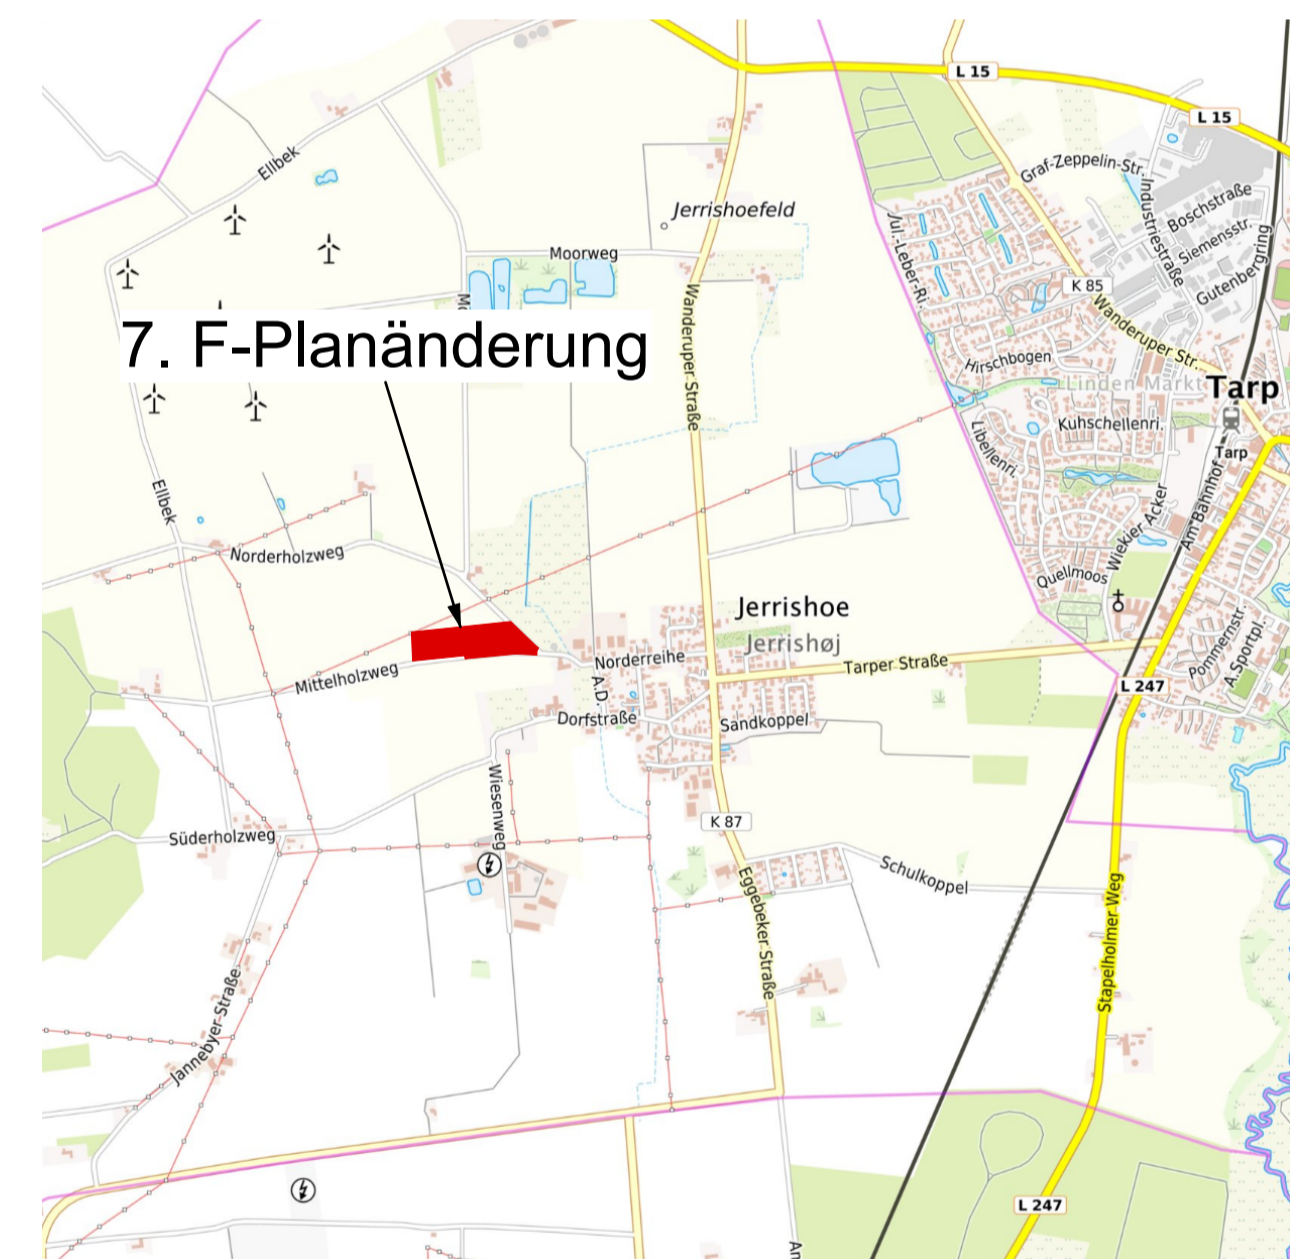 L 15
L 15
Ellbek
Graf-Zeppelin-Str.
Industriestraße
Boschstraße
Siemensstr.
Gutenbergring
Jerrishoefeld
Jul.-Leber-Ri.
Moorweg
K 85
Wanderuper Straße
Wanderuper Str.
7. F-Planänderung
Hirschbogen
Linden Markt
Tarp
Kuhschellenri.
Libellenri.
Tarp
Ellbek
Am Bahnhof
Wiekier Acker
Norderholzweg
Quellmoos
Jerrishoe
Jerrishøj
Pommernstr.
A.Sportpl.
Norderreihe
Tarper Straße
Mittelholzweg
A.D.
L 247
Dorfstraße
Sandkoppel
Wiesenweg
K 87
Süderholzweg
Schulkoppel
Eggebeker Straße
Stapelholmer Weg
Jannebyer Straße
L 247